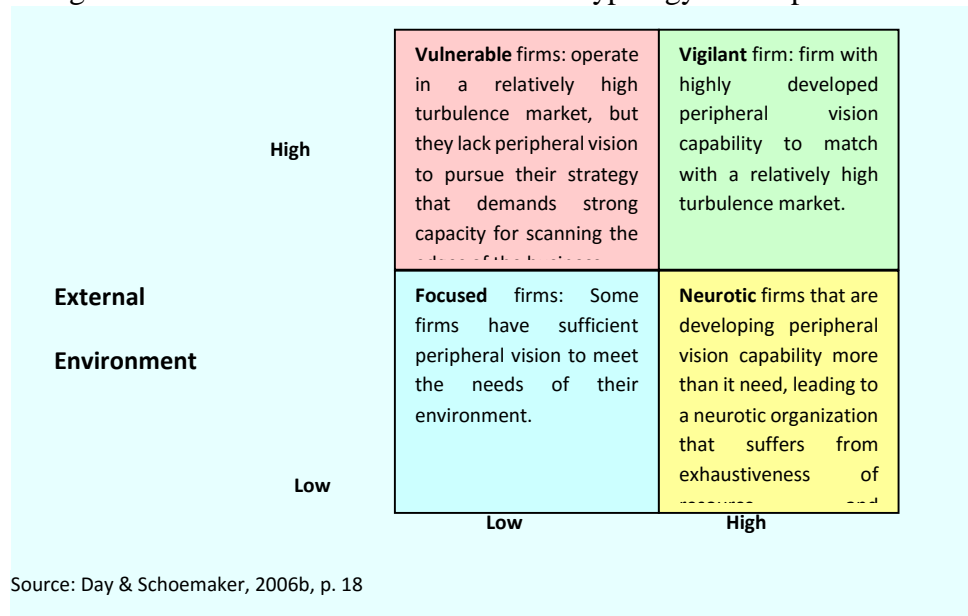 Vulnerable firms: operate
in a relatively high
turbulence market, but
they lack peripheral vision
to pursue their strategy
that demands strong
capacity for scanning the
Vigilant firm: firm with
highly developed
peripheral vision
capability to match
with a relatively high
turbulence market.
High
External
Environment
Focused firms: Some
firms have sufficient
peripheral vision to meet
the needs of their
environment.
Neurotic firms that are
developing peripheral
vision capability more
than it need, leading to
a neurotic organization
that suffers from
exhaustiveness of
Low
Low
High
Source: Day & Schoemaker, 2006b, p. 18